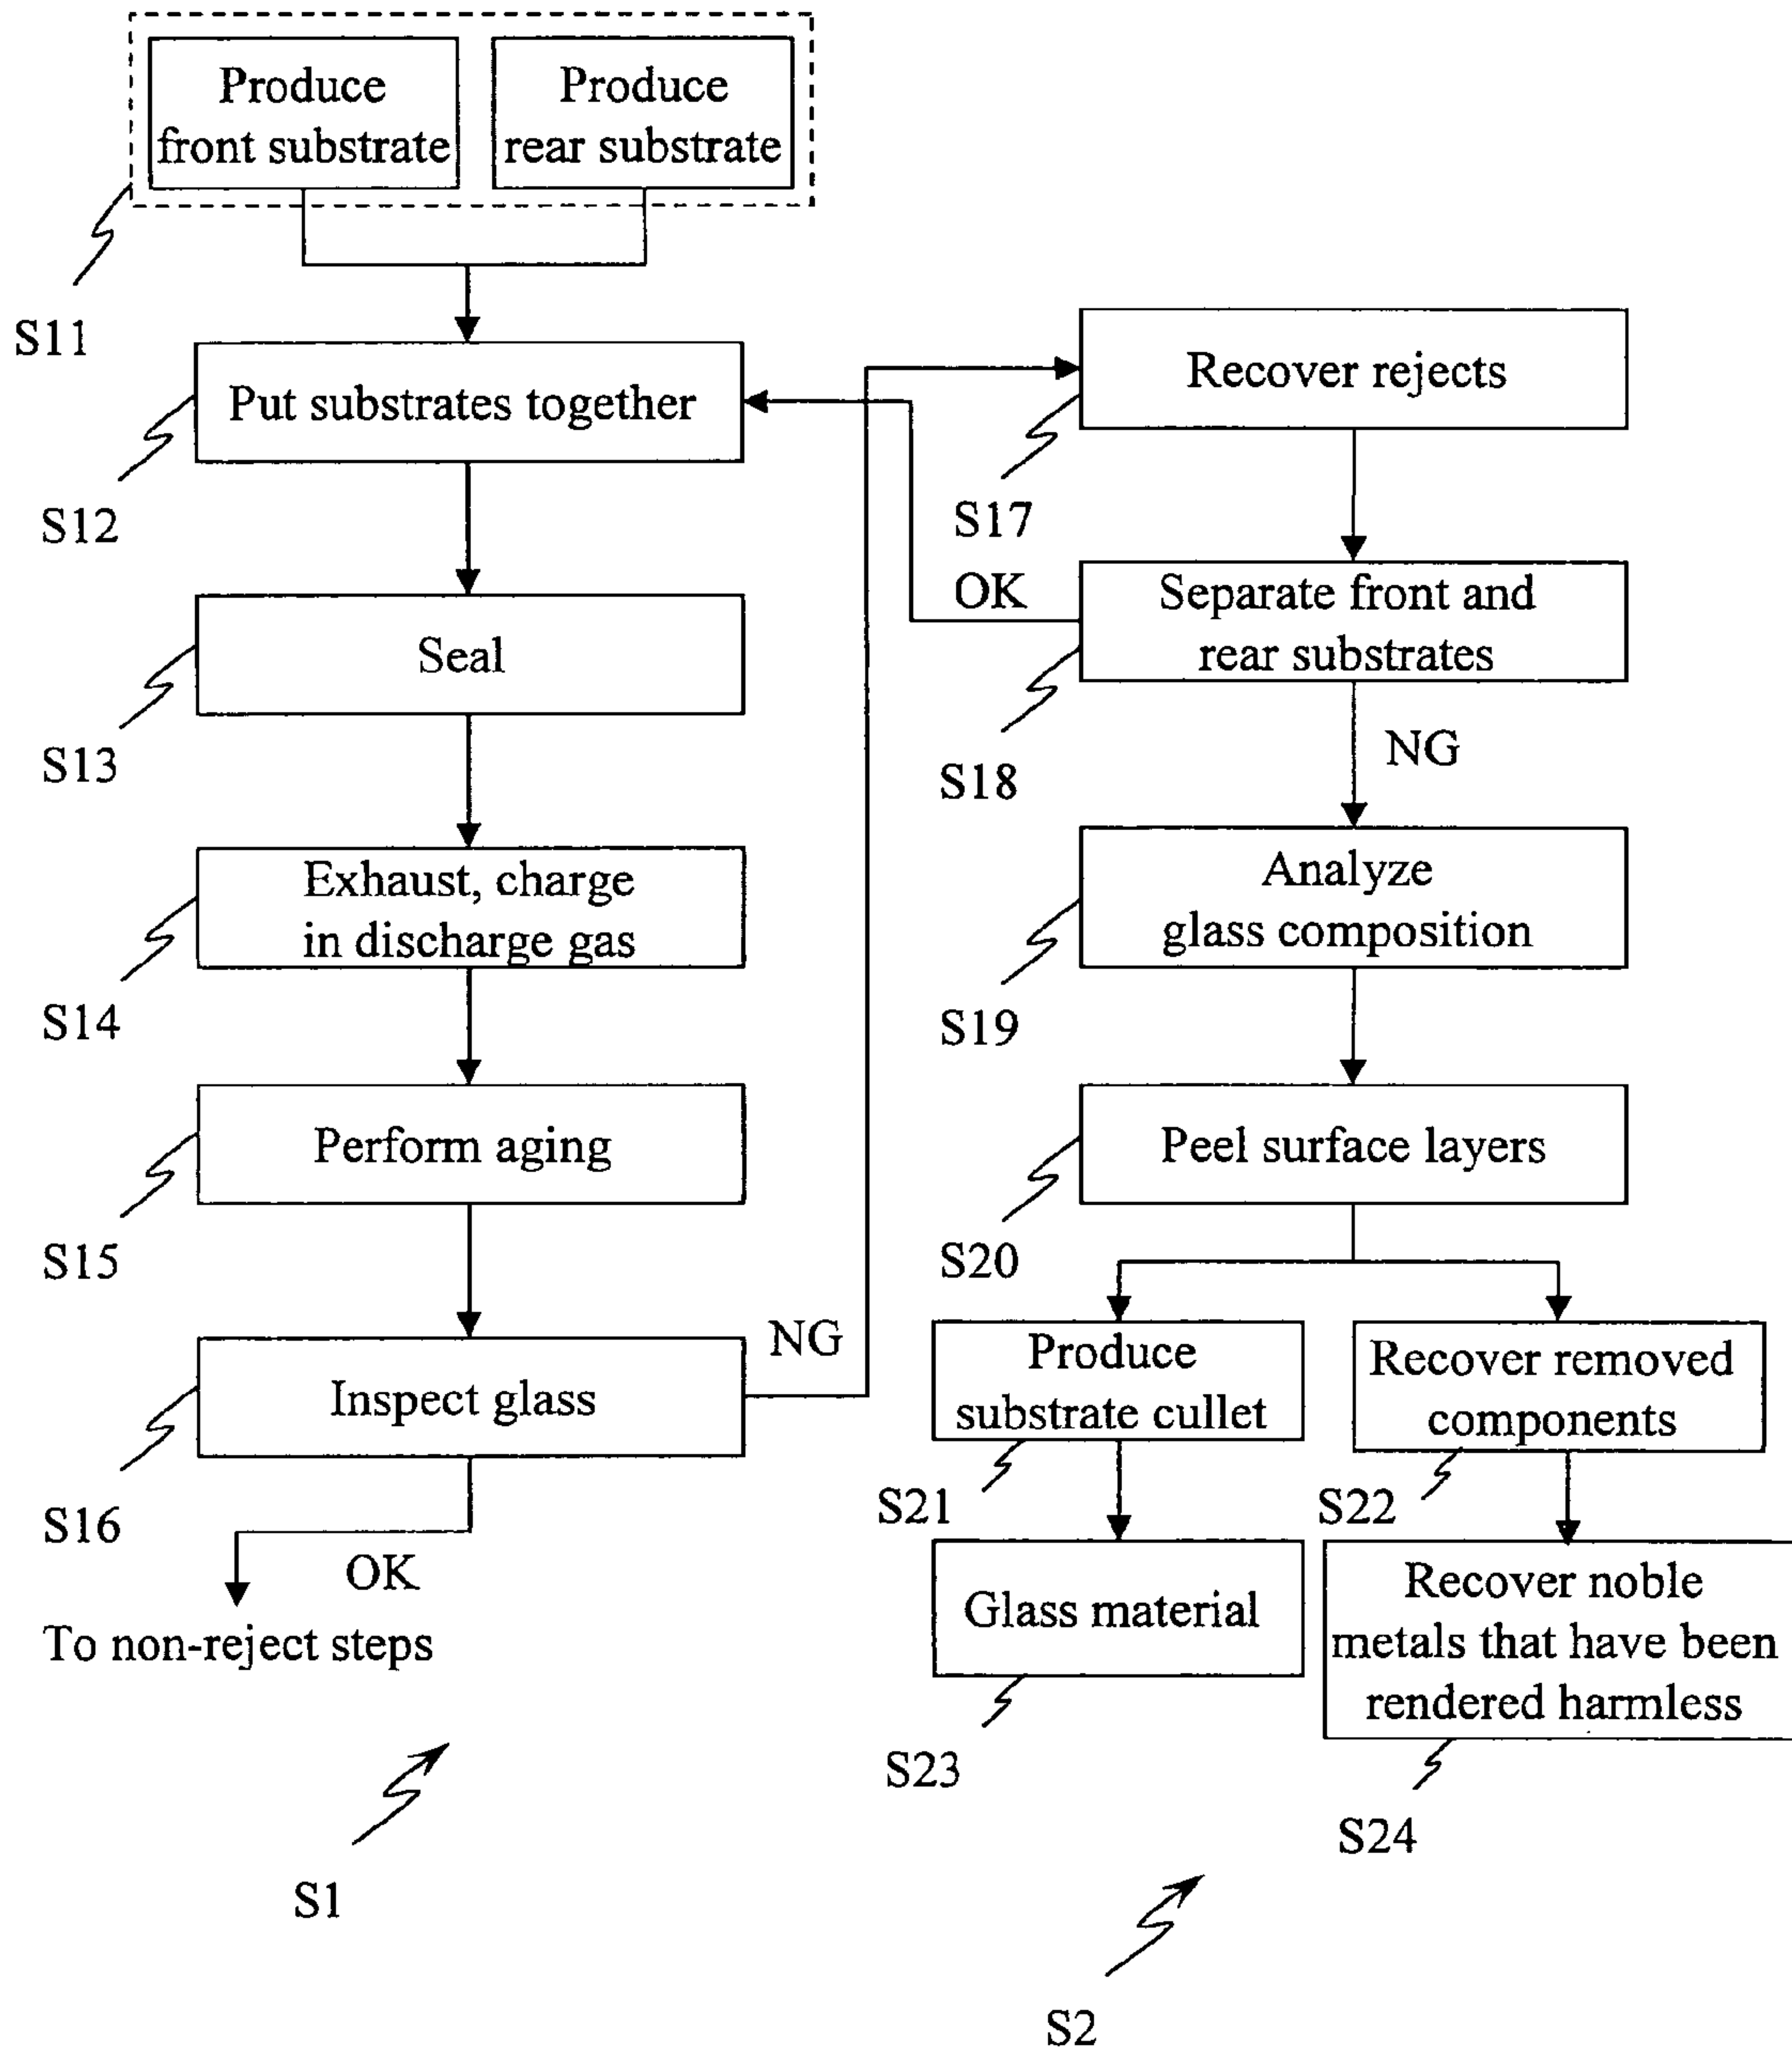 Produce
front substrate
Produce
rear substrate
S11
Put substrates together
S12
Seal
S13
Exhaust, charge
in discharge gas
S14
Perform aging
S15
Inspect glass
NG
S16
OK
To non-reject steps
S1
Recover rejects
S17
OK
Separate front and
rear substrates
NG
S18
Analyze
glass composition
S19
Peel surface layers
S20
Produce
substrate cullet
S21
Recover removed
components
S22
Glass material
S23
Recover noble
metals that have been
rendered harmless
S24
S2